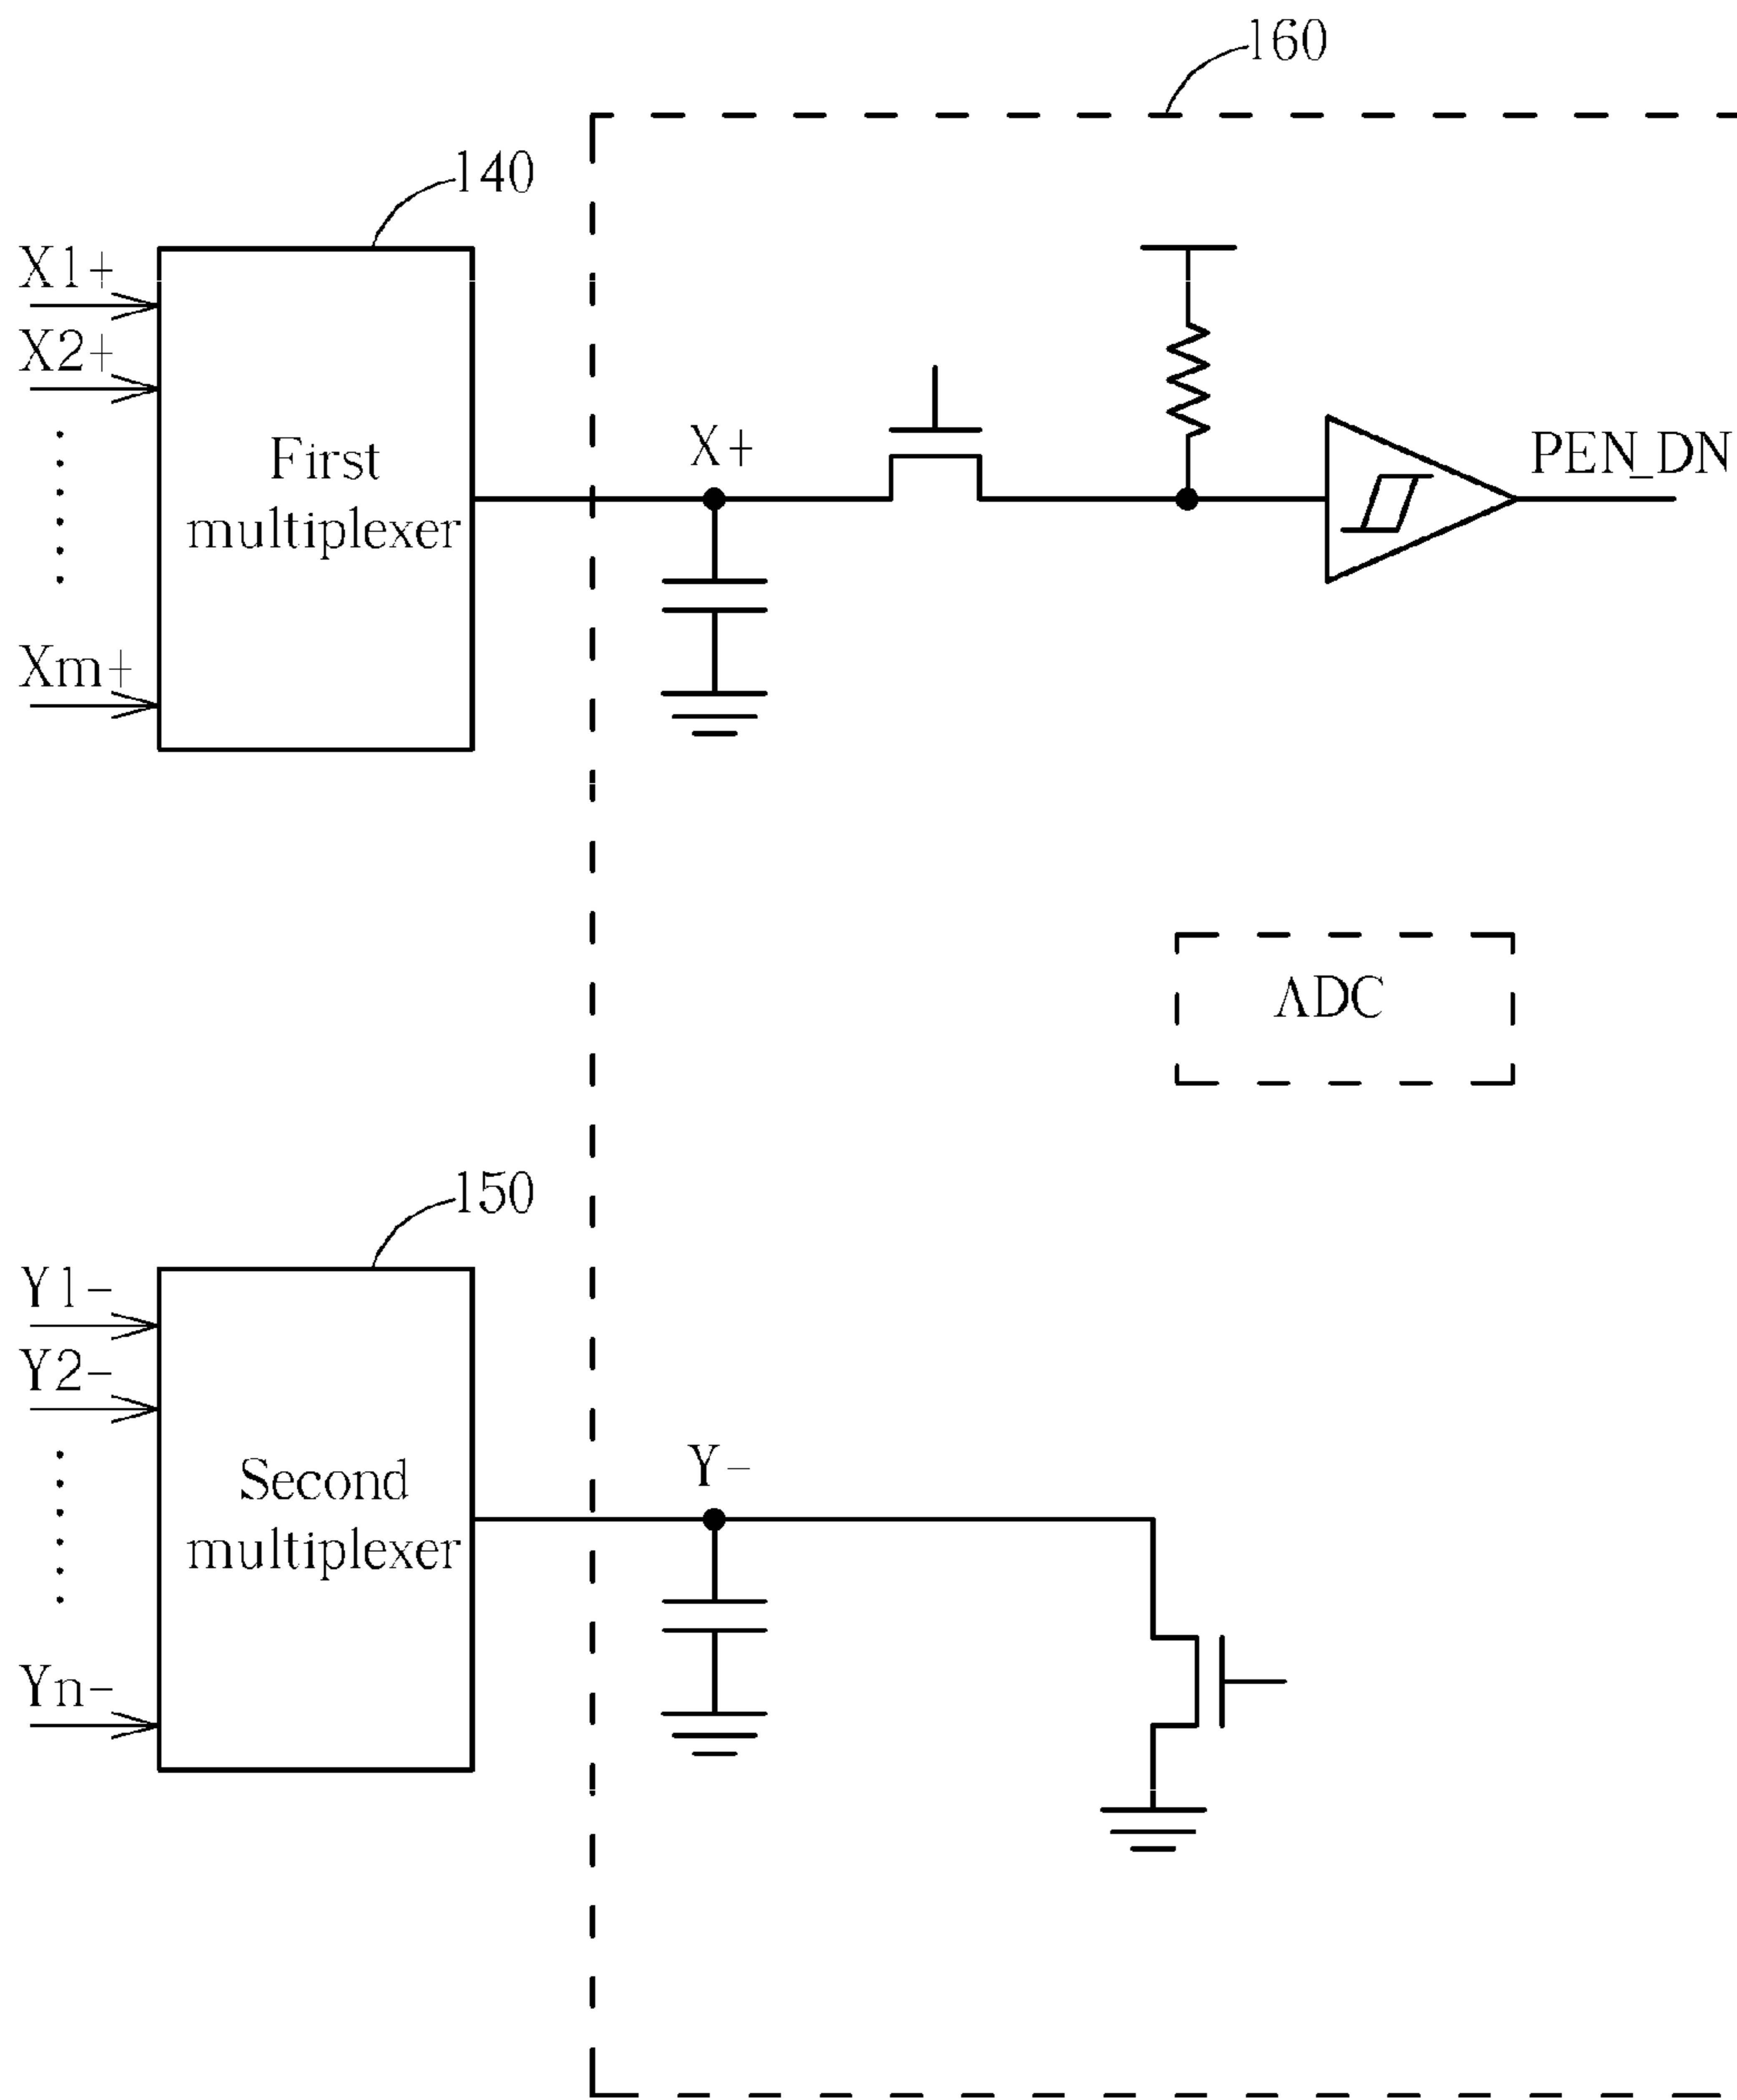 160
140
X1+
X2+
Xm+
First
multiplexer
X+
PEN_DN
ADC
150
Y1-
Y2-
Yn-
Second
multiplexer
Y-